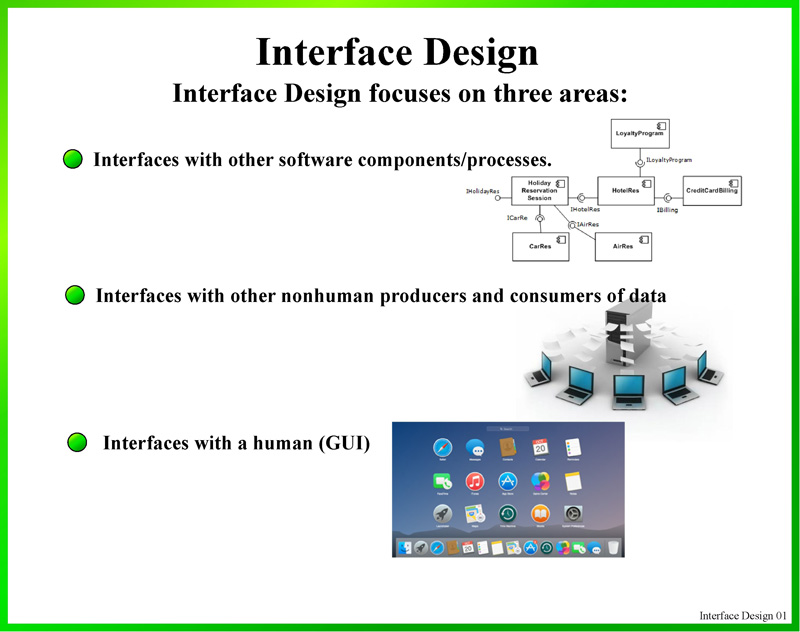 Interface Design
Interface Design focuses on three areas:
Interfaces with other software components/processes.
LoyaltyProgram
ILoyaltyProgram
IHolidayRes
Holiday
Reservation
Session
HotelRes
CreditCardBilling
IHotelRes
IBilling
ICarRe
IAirRes
CarRes
AirRes
Interfaces with other nonhuman producers and consumers of data
Interfaces with a human (GUI)
20
20
Interface Design 01